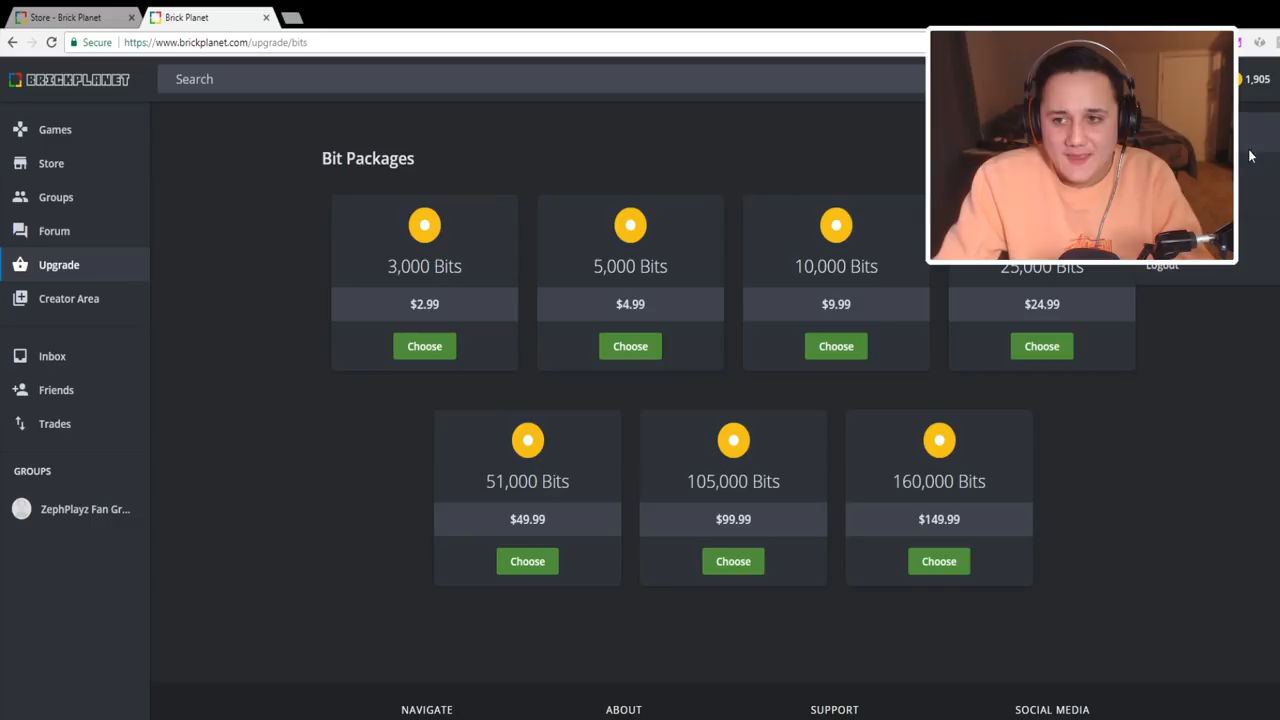 Store - Brick Planet
Brick Planet
Secure
https://www.brickplanet.com/upgrade/bits
BRICKPLANET
Search
1,905
Games
Store
Groups
Forum
Upgrade
Creator Area
Inbox
Friends
Trades
GROUPS
ZephPlayz Fan Gr...
Bit Packages
3,000 Bits
$2.99
Choose
5,000 Bits
$4.99
Choose
10,000 Bits
$9.99
Choose
25,000 Bits
$24.99
Choose
Logout
51,000 Bits
$49.99
Choose
105,000 Bits
$99.99
Choose
160,000 Bits
$149.99
Choose
NAVIGATE
ABOUT
SUPPORT
SOCIAL MEDIA